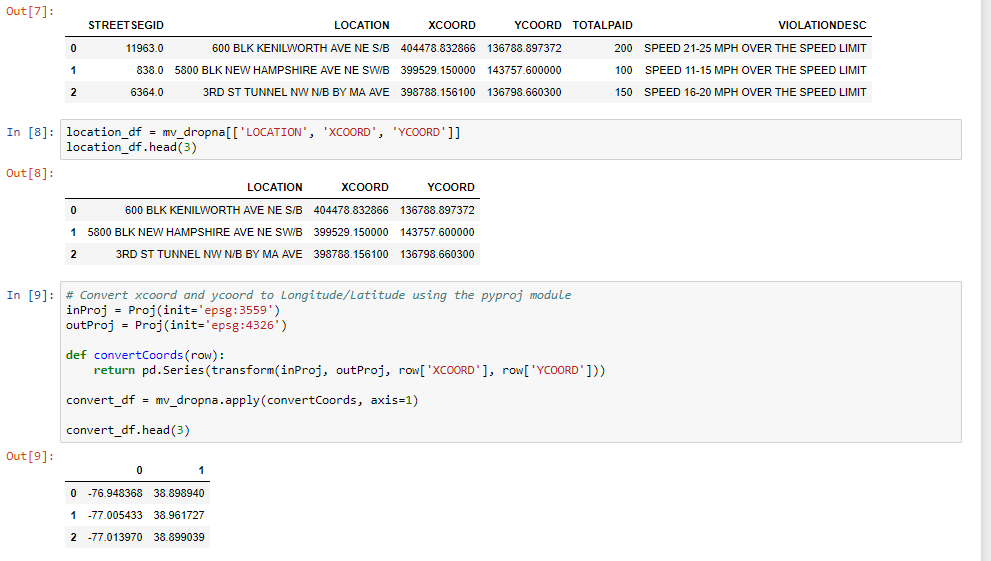 Out[7]:
STREETSEGID LOCATION XCOORD YCOORD TOTALPAID VIOLATIONDESC
0 11963.0 600 BLK KENILWORTH AVE NE S/B 404478.832866 136788.897372 200 SPEED 21-25 MPH OVER THE SPEED LIMIT
1 838.0 5800 BLK NEW HAMPSHIRE AVE NE SW/B 399529.150000 143757.600000 100 SPEED 11-15 MPH OVER THE SPEED LIMIT
2 6364.0 3RD ST TUNNEL NW N/B BY MA AVE 398788.156100 136798.660300 150 SPEED 16-20 MPH OVER THE SPEED LIMIT
In [8]: location_df = mv_dropna[['LOCATION', 'XCOORD', 'YCOORD']]
location_df.head(3)
Out[8]:
LOCATION XCOORD YCOORD
0 600 BLK KENILWORTH AVE NE S/B 404478.832866 136788.897372
1 5800 BLK NEW HAMPSHIRE AVE NE SW/B 399529.150000 143757.600000
2 3RD ST TUNNEL NW N/B BY MA AVE 398788.156100 136798.660300
In [9]: # Convert xcoord and ycoord to Longitude/Latitude using the pyproj module
inProj = Proj(init='epsg:3559')
outProj = Proj(init='epsg:4326')
def convertCoords(row):
return pd.Series(transform(inProj, outProj, row['XCOORD'], row['YCOORD']))
convert_df = mv_dropna.apply(convertCoords, axis=1)
convert_df.head(3)
Out[9]:
0 1
0 -76.948368 38.898940
1 -77.005433 38.961727
2 -77.013970 38.899039